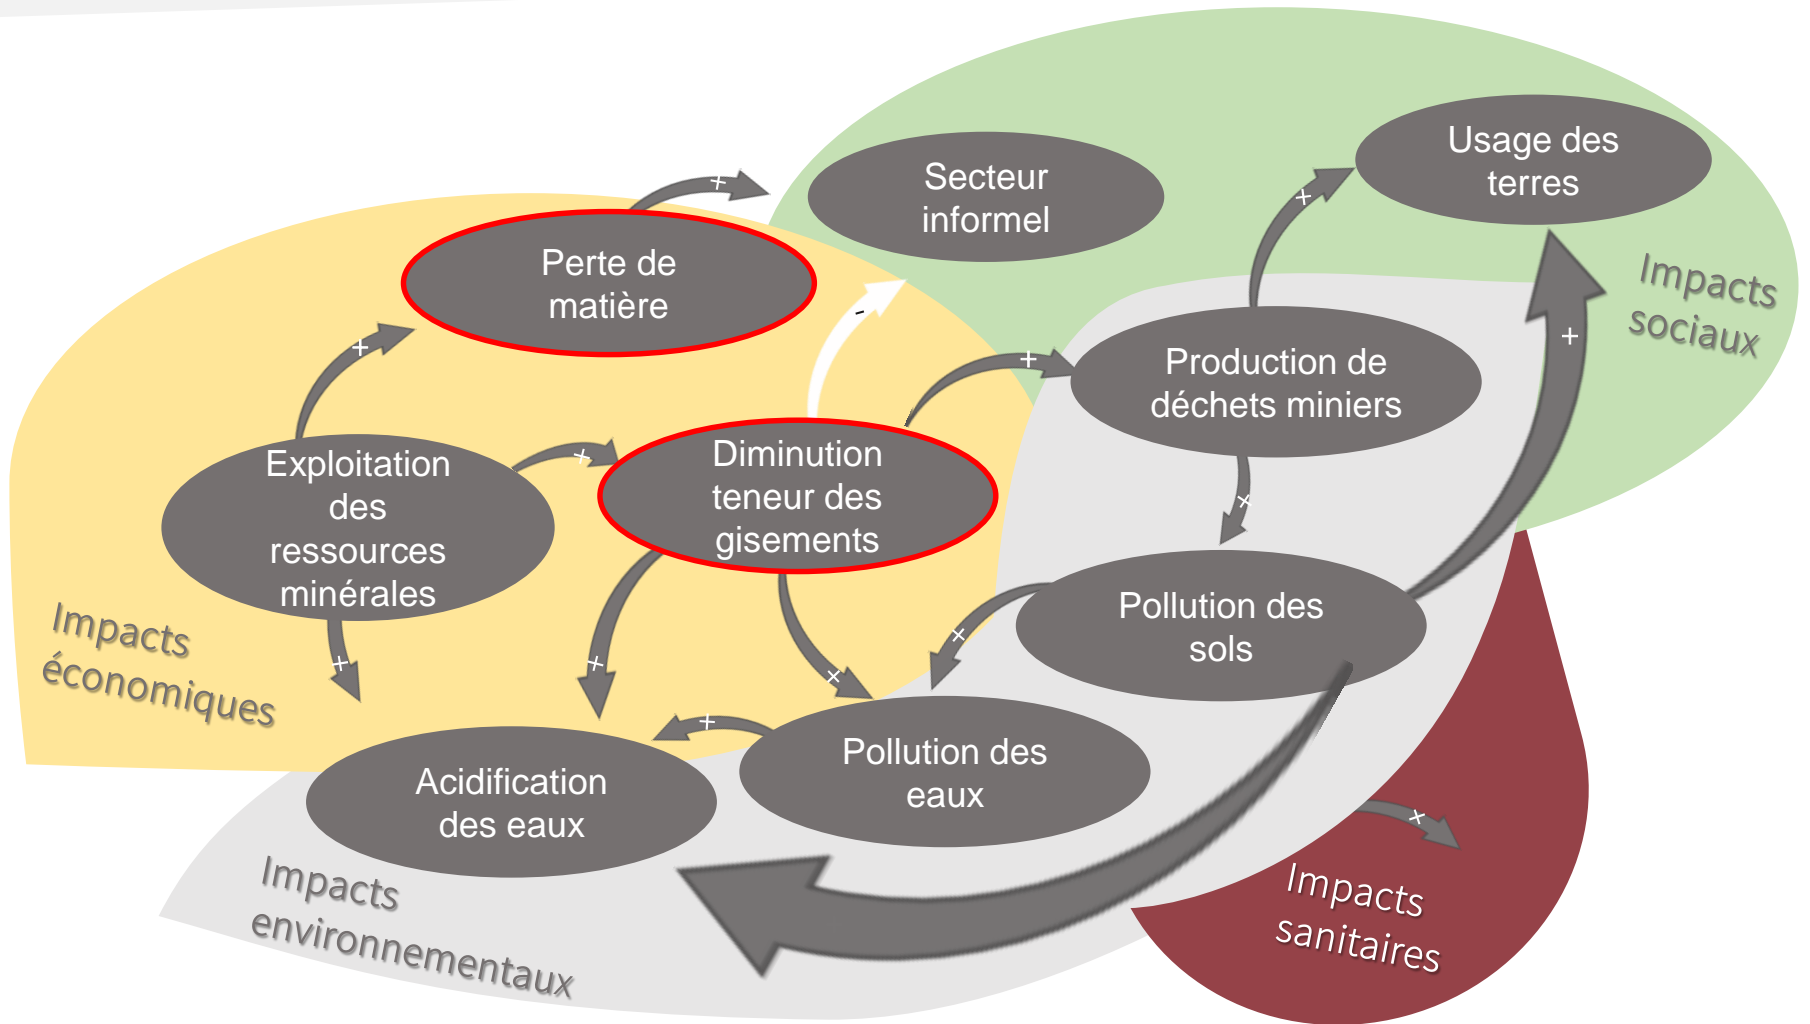 Usage des
terres
Secteur
informel
+
+
Perte de
matière
Impacts
sociaux
-
+
+
+
Production de
déchets miniers
Exploitation
des
ressources
minérales
+
Diminution
teneur des
gisements
+
Pollution des
sols
+
Impacts
économiques
+
+
+
+
Pollution des
eaux
Acidification
des eaux
+
Impacts
environnementaux
Impacts
sanitaires